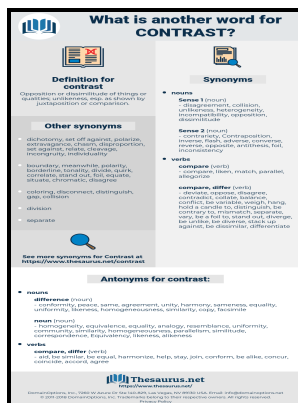 What is another word for
CONTRAST?
Definition for
contrast
Opposition or dissimilitude of things or
qualities; unlikeness, esp. as shown by
juxtaposition or comparison.
Other synonyms
dichotomy, set off against, polarize,
extravagance, chasm, disproportion,
set against, relate, cleavage,
incongruity, individuality
boundary, meanwhile, polarity,
borderline, tonality, divide, quirk,
correlate, stand out, foil, equate,
situate, chromatic, disagree
coloring, disconnect, distinguish,
gap, collision
division
separate
See more synonyms for Contrast at
https://www.thesaurus.net/contrast
Synonyms
nouns
Sense 1 (noun)
- disagreement, collision,
unlikeness, heterogeneity,
incompatibility, opposition,
dissimilitude
Sense 2 (noun)
- contrariety, Contraposition,
inverse, flash, adverse, converse,
reverse, opposite, antithesis, foil,
inconsistency
verbs
compare (verb)
- compare, liken, match, parallel,
allegorize
compare, differ (verb)
- deviate, oppose, disagree,
contradict, collate, balance,
conflict, be variable, weigh, hang,
hold a candle to, distinguish, be
contrary to, mismatch, separate,
vary, be a foil to, stand out, diverge,
be unlike, be diverse, stack up
against, be dissimilar, differentiate
Antonyms for contrast:
nouns
difference (noun)
- conformity, peace, same, agreement, unity, harmony, sameness, equality,
uniformity, likeness, homogeneousness, similarity, copy, facsimile
noun (noun)
- homogeneity, equivalence, equality, analogy, resemblance, uniformity,
community, similarity, homogeneousness, parallelism, similitude,
correspondence, Equivalency, likeness, alikeness
verbs
compare, differ (verb)
- aid, be similar, be equal, harmonize, help, stay, join, conform, be alike, concur,
coincide, accord, agree
Thesaurus.net
https://www.thesaurus.net/
Privacy Policy